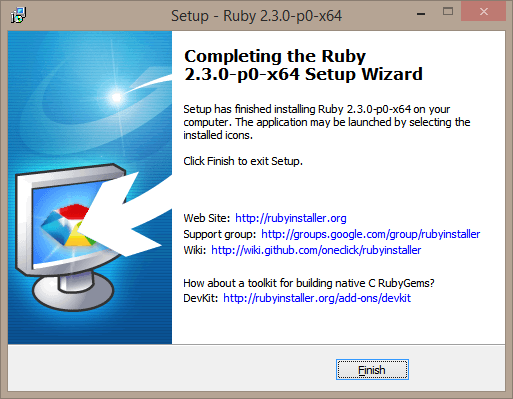 Setup - Ruby 2.3.0-p0-x64
Completing the Ruby
2.3.0-p0-x64 Setup Wizard
Setup has finished installing Ruby 2.3.0-p0-x64 on your
computer. The application may be launched by selecting the
installed icons.
Click Finish to exit Setup.
Web Site: http://rubyinstaller.org
Support group: http://groups.google.com/group/rubyinstaller
Wiki: http://wiki.github.com/oneclick/rubyinstaller
How about a toolkit for building native C RubyGems?
DevKit: http://rubyinstaller.org/add-ons/devkit
Finish